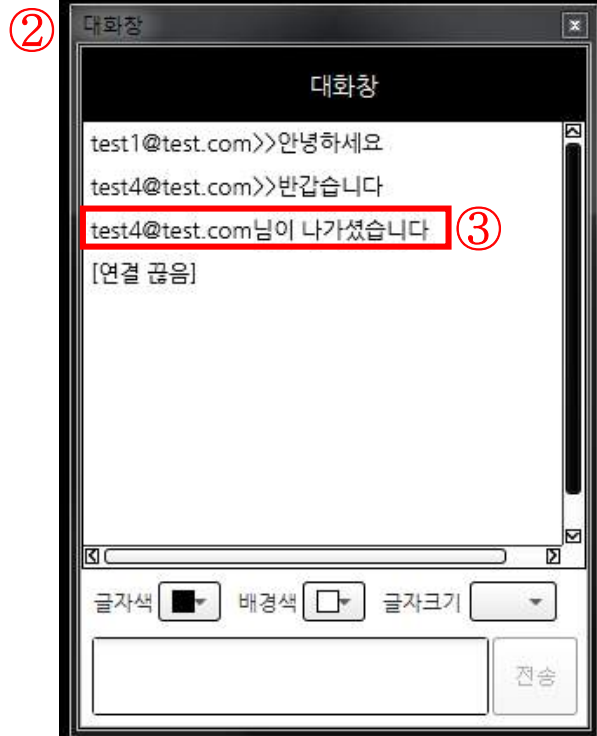 ②
대화창
대화창
test1@test.com>>안녕하세요
test4@test.com>>반갑습니다
test4@test.com님이 나가셨습니다 ③
[연결 끊음]
글자색 배경색 글자크기
전송